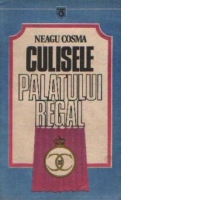 NEAGU COSMA
CULISELE
PALATULUI
REGAL